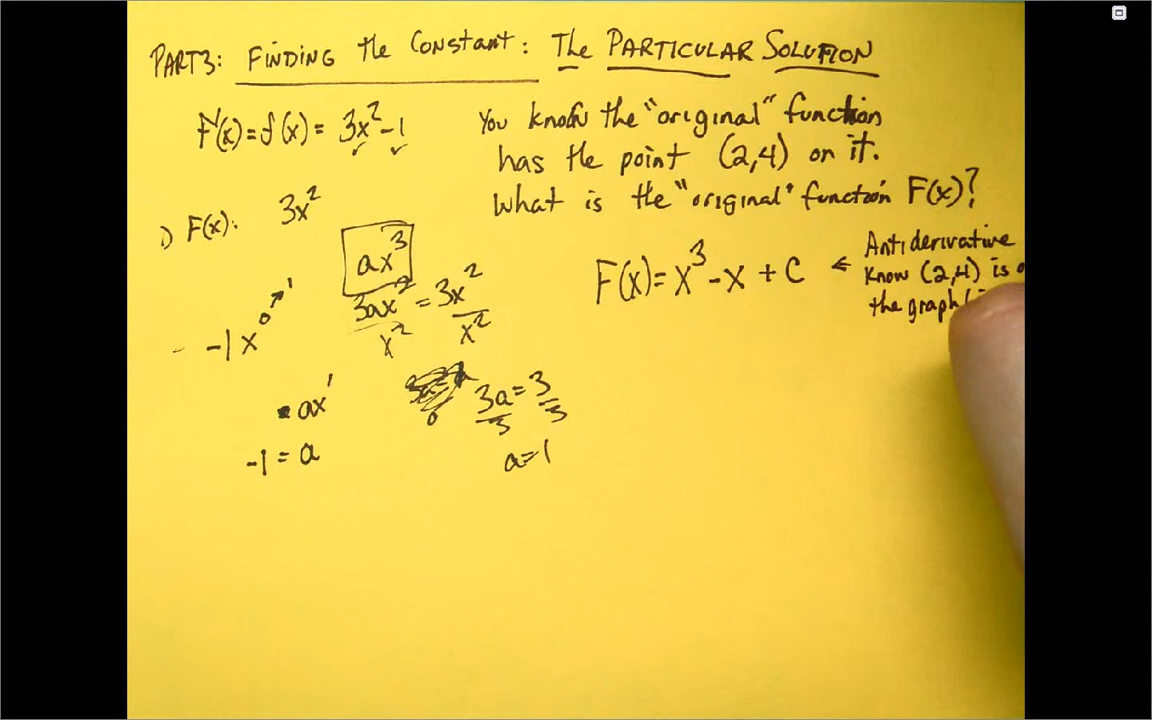 PART3: FINDING the Constant: The PARTICULAR SOLUTION
F'(x)=f(x) = 3x²-1
You know the "original" function
has the point (2,4) on it.
What is the "original" function F(x)?
1) F(x):
3x²
ax³
3ax² = 3x²
x² x²
-1x⁰ → 1
ax¹
-1 = a
3a = 3
3 3
a=1
F(x)= x³ -x + C ←
Antiderivative
Know (2,4) is
the graph